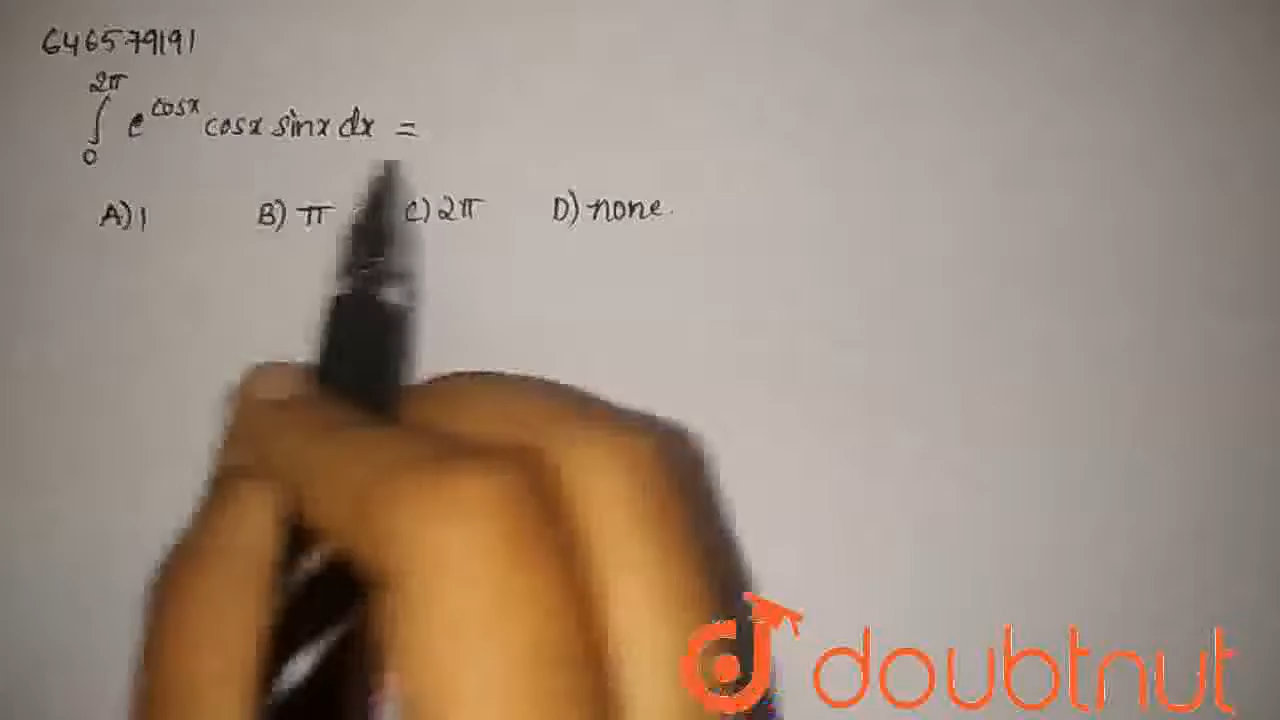 646579191
∫₀^{2π} e^{cosx} cosx sinx dx =
A) 1 B) π C) 2π D) none.
doubtnut